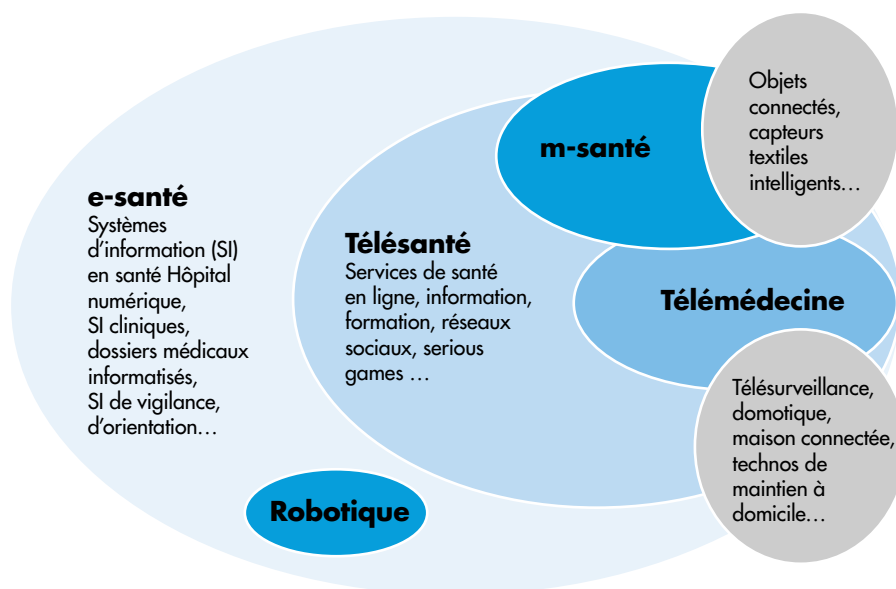 e-santé
Systèmes
d'information (SI)
en santé Hôpital
numérique,
SI cliniques,
dossiers médicaux
informatisés,
SI de vigilance,
d'orientation…
Télésanté
Services de santé
en ligne, information,
formation, réseaux
sociaux, serious
games …
m-santé
Objets
connectés,
capteurs
textiles
intelligents…
Télémédecine
Télésurveillance,
domotique,
maison connectée,
technos de
maintien à
domicile…
Robotique